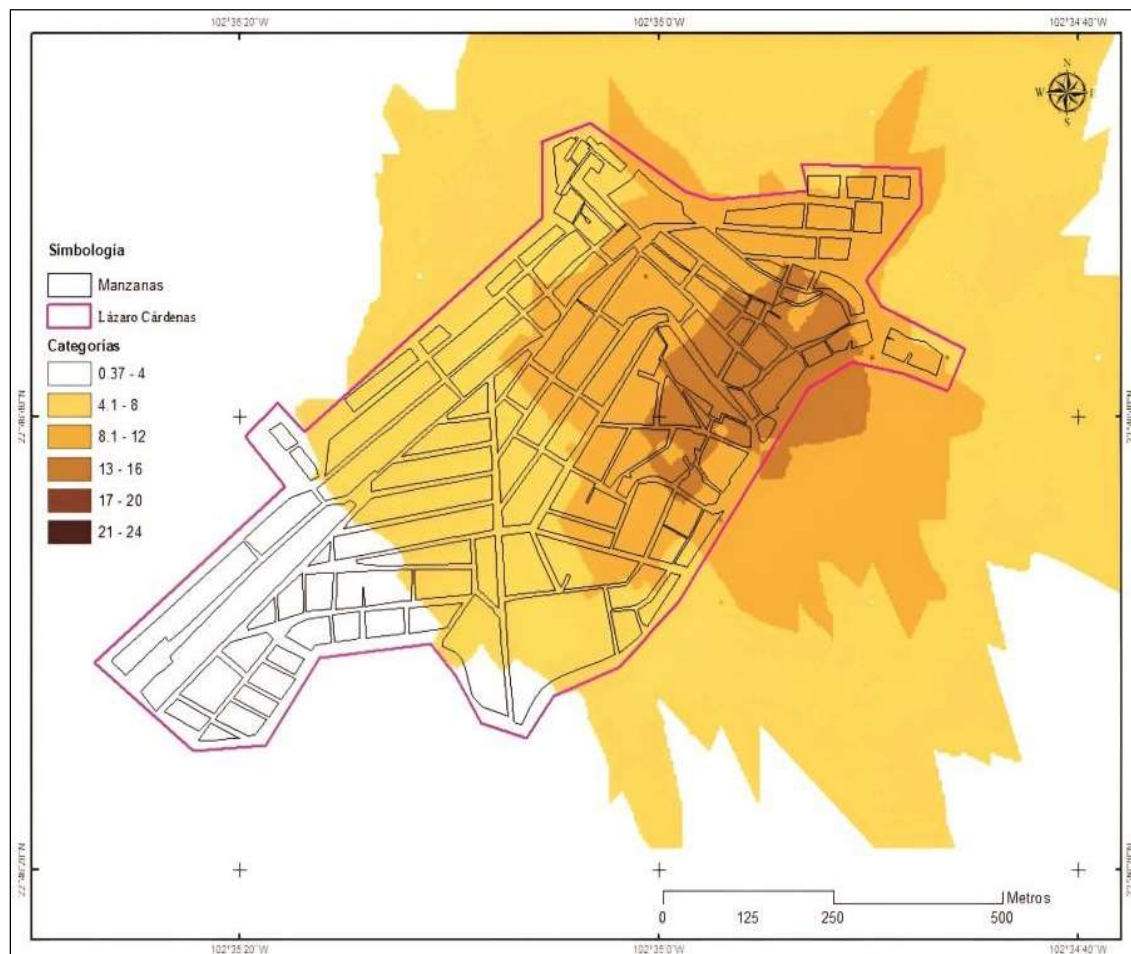 102°35'20"W
102°35'0"W
102°34'40"W
N
W
E
S
Simbología
Manzanas
Lázaro Cárdenas
Categorías
0.37 - 4
4.1 - 8
8.1 - 12
13 - 16
17 - 20
21 - 24
Metros
0
125
250
500
102°35'20"W
102°35'0"W
102°34'40"W